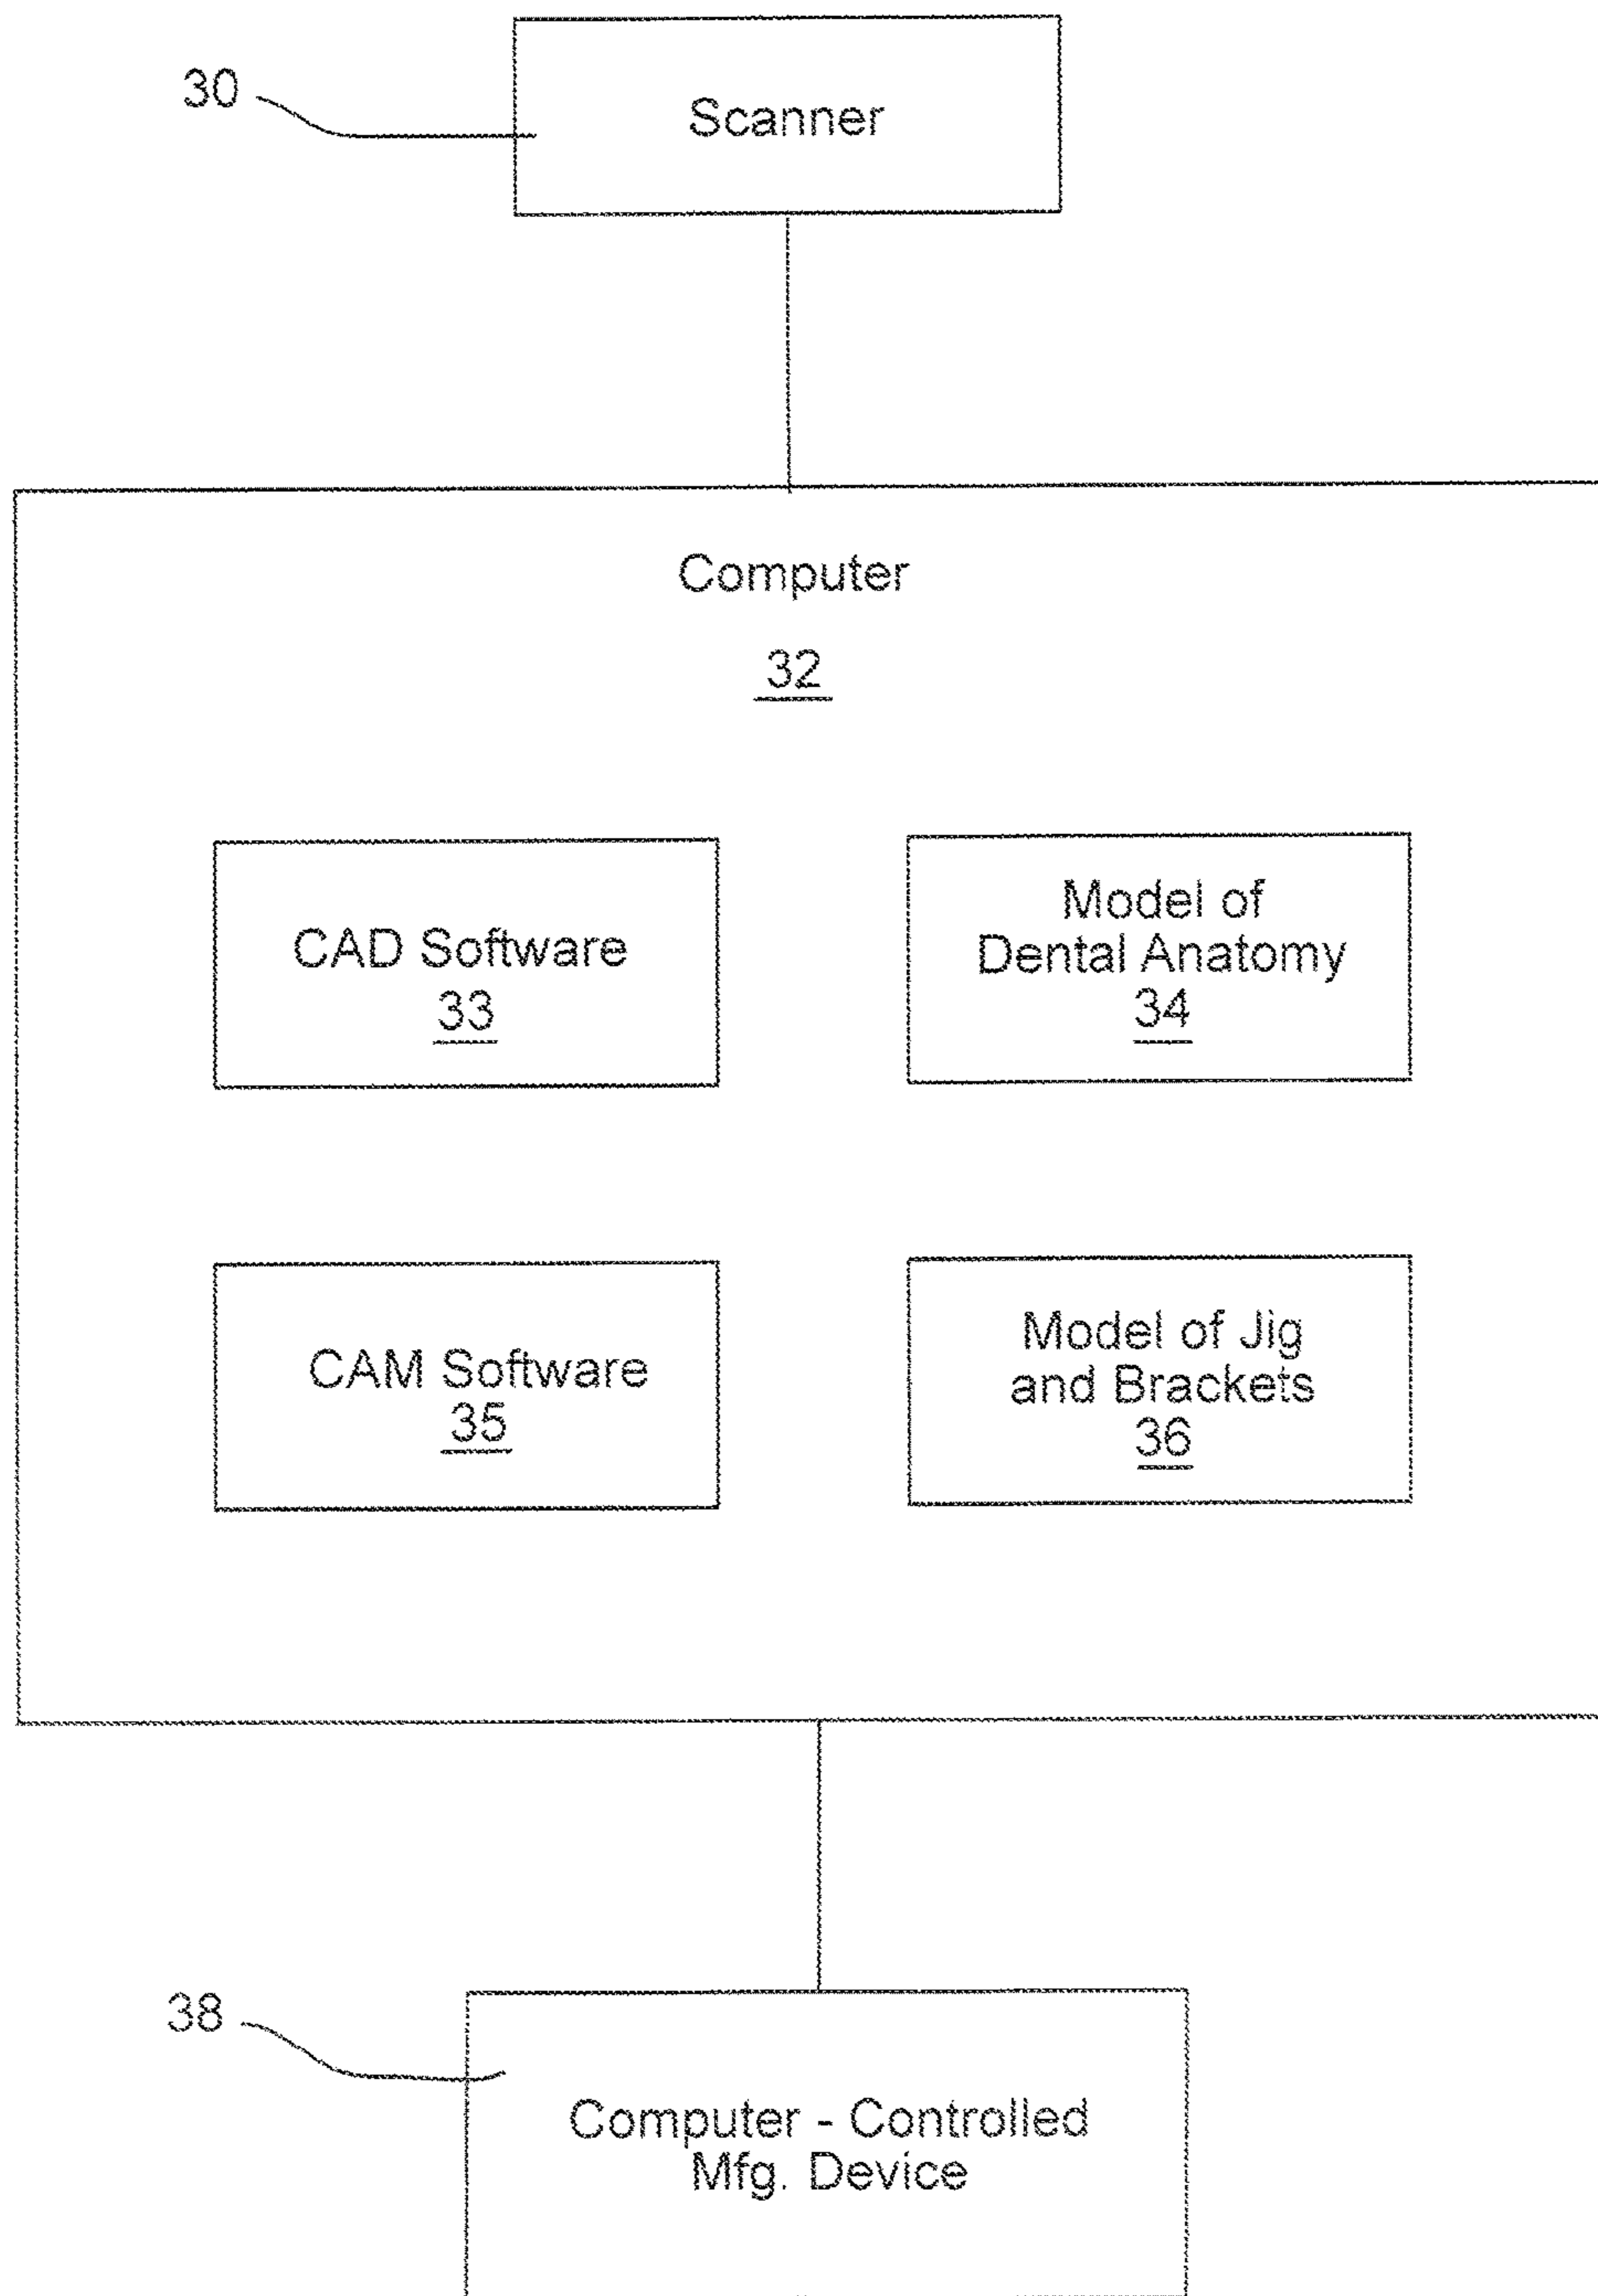 30
Scanner
Computer
32
CAD Software
33
Model of
Dental Anatomy
34
CAM Software
35
Model of Jig
and Brackets
36
38
Computer - Controlled
Mfg. Device